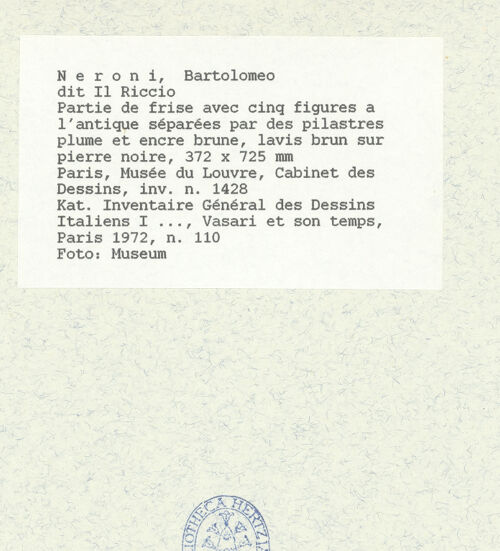 N e r o n i, Bartolomeo
dit Il Riccio
Partie de frise avec cinq figures a
l'antique séparées par des pilastres
plume et encre brune, lavis brun sur
pierre noire, 372 x 725 mm
Paris, Musée du Louvre, Cabinet des
Dessins, inv. n. 1428
Kat. Inventaire Général des Dessins
Italiens I ..., Vasari et son temps,
Paris 1972, n. 110
Foto: Museum